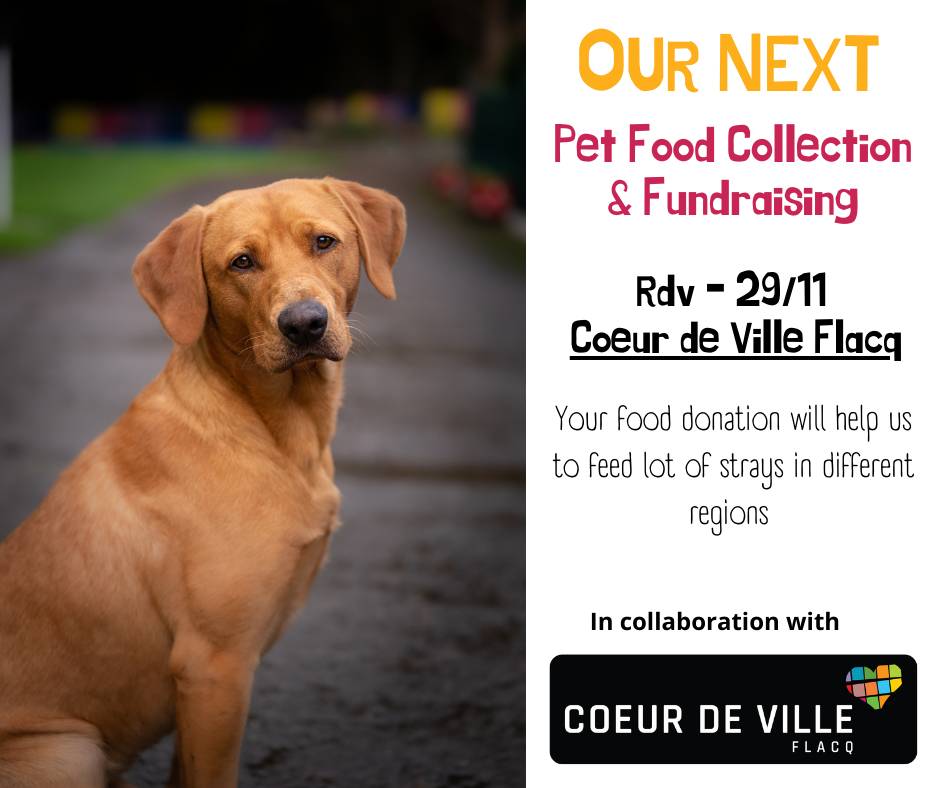 OUR NEXT
Pet Food Collection
& Fundraising
Rdv - 29/11
Coeur de Ville Flacq
Your food donation will help us
to feed lot of strays in different
regions
In collaboration with
COEUR DE VILLE
FLACQ